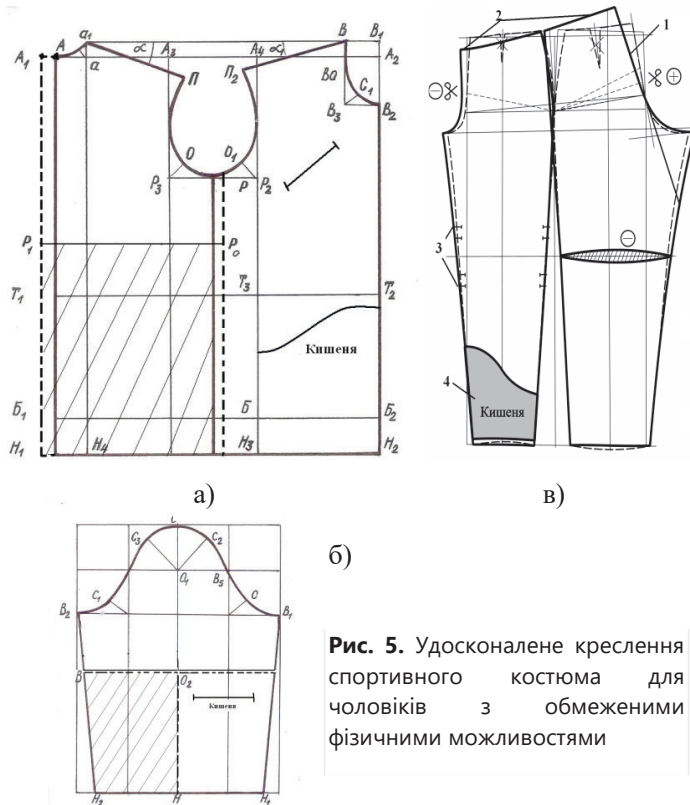 A a₁ α A₃ A₄ α₁ B B₁
A₁ a A₂
П П₂ Bо C₁
B₃ B₂
O O₁
P₃ P P₂
P₁ P₀
T₁ T₃ T₂
Кишеня
Б₁ Б Б₂
H₁ H₄ H₃ H₂
а)
2
1
3
4
Кишеня
в)
C₃ C₂
O₁ B₅
B₂ C₁ O B₁
B O₂
Кишеня
H₂ H H₁
б)
Рис. 5. Удосконалене креслення
спортивного костюма для
чоловіків з обмеженими
фізичними можливостями